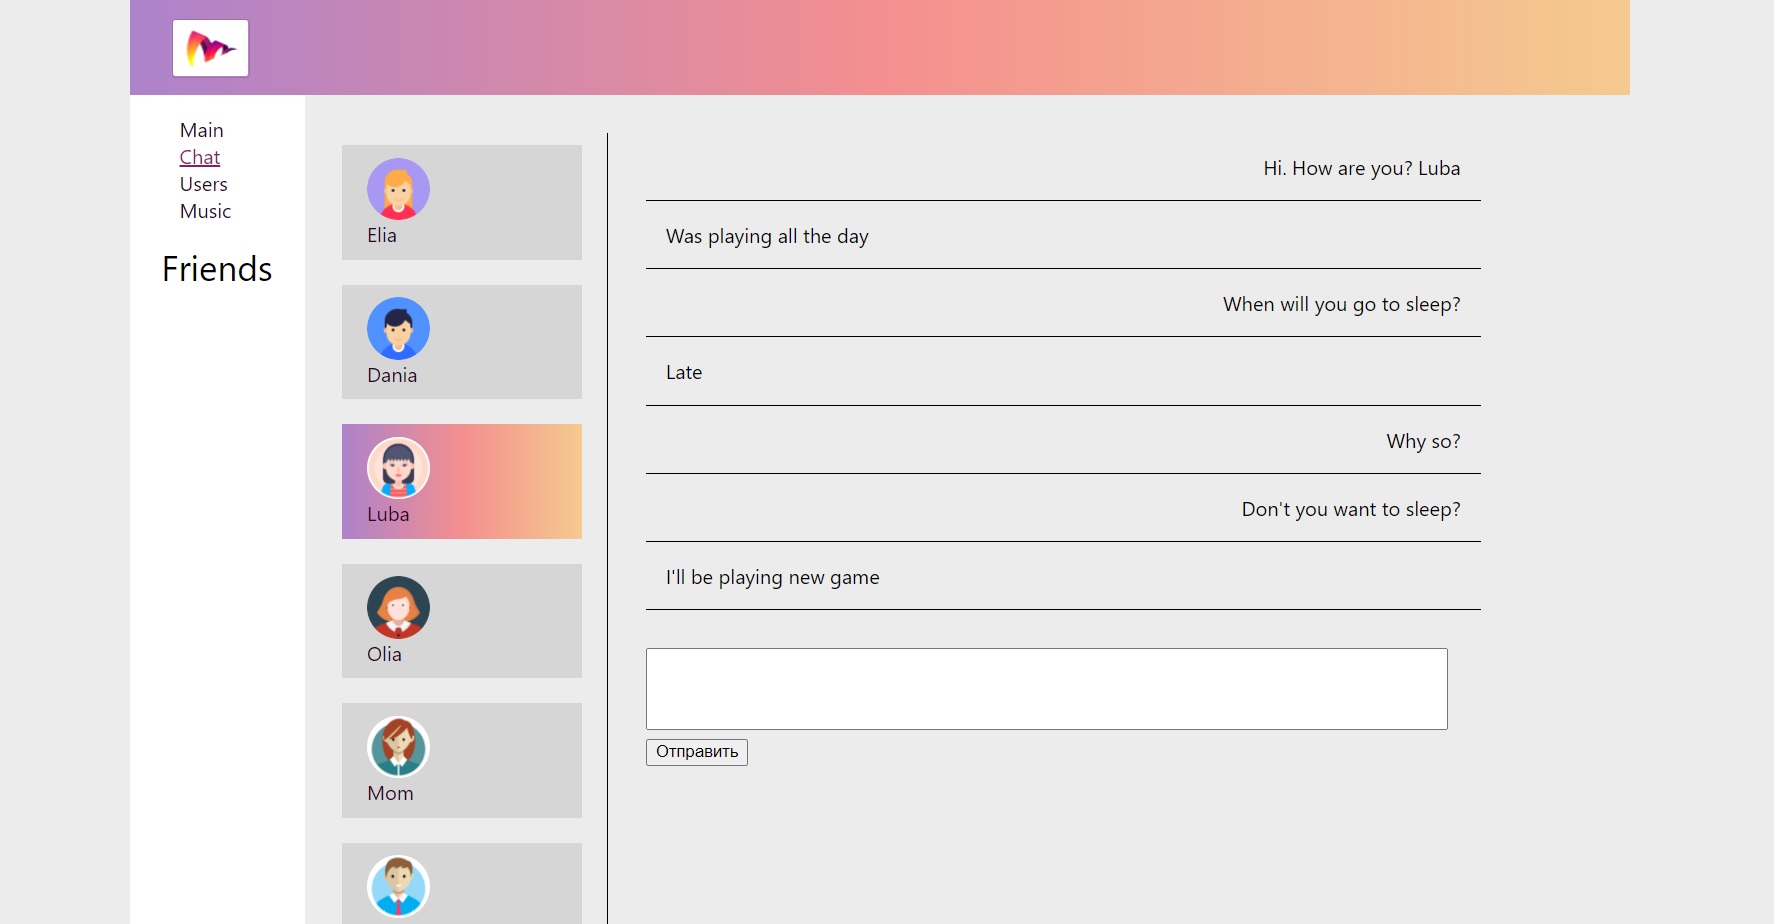 Main
Chat
Users
Music
Friends
Elia
Dania
Luba
Olia
Mom
Hi. How are you? Luba
Was playing all the day
When will you go to sleep?
Late
Why so?
Don't you want to sleep?
I'll be playing new game
Отправить